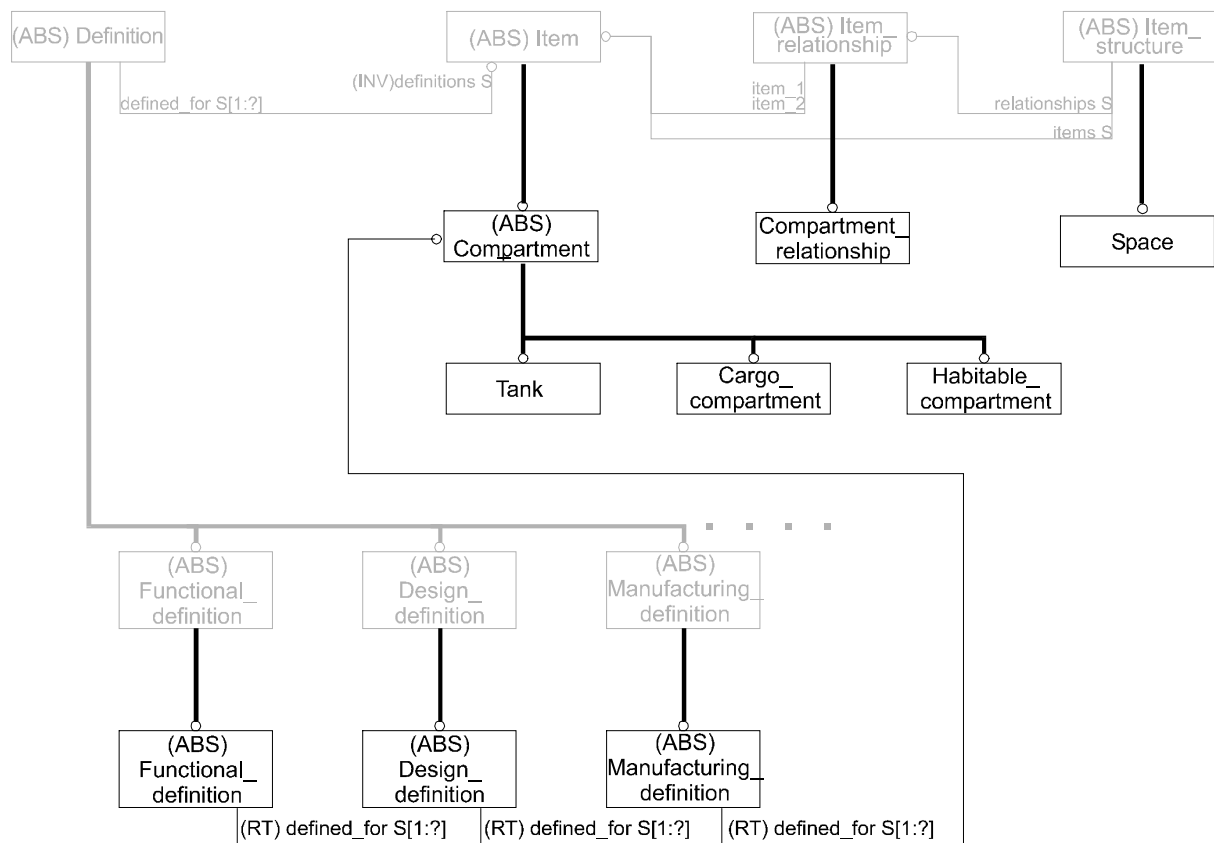 (ABS) Definition
(ABS) Item
(ABS) Item_
relationship
(ABS) Item_
structure
(INV)definitions S
defined_for S[1:?]
item_1
item_2
relationships S
items S
(ABS)
Compartment
Compartment_
relationship
Space
Tank
Cargo_
compartment
Habitable_
compartment
(ABS)
Functional_
definition
(ABS)
Design_
definition
(ABS)
Manufacturing_
definition
(ABS)
Functional_
definition
(ABS)
Design_
definition
(ABS)
Manufacturing_
definition
(RT) defined_for S[1:?]
(RT) defined_for S[1:?]
(RT) defined_for S[1:?]